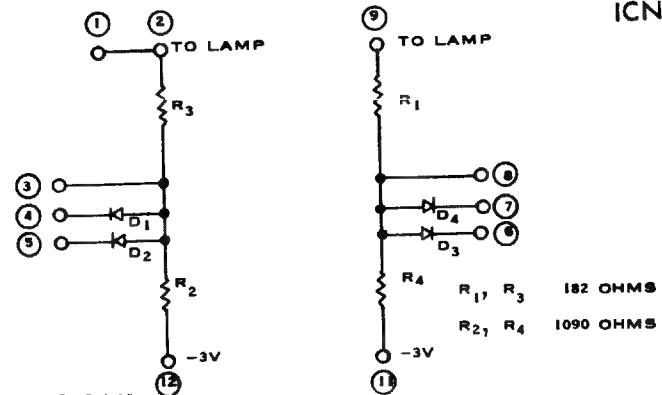 ICN
1 2 TO LAMP
9 TO LAMP
R3
R1
3
4 D1
5 D2
8
D4 7
D3 6
R2
R4
R1, R3 182 OHMS
R2, R4 1090 OHMS
-3V
12
-3V
11